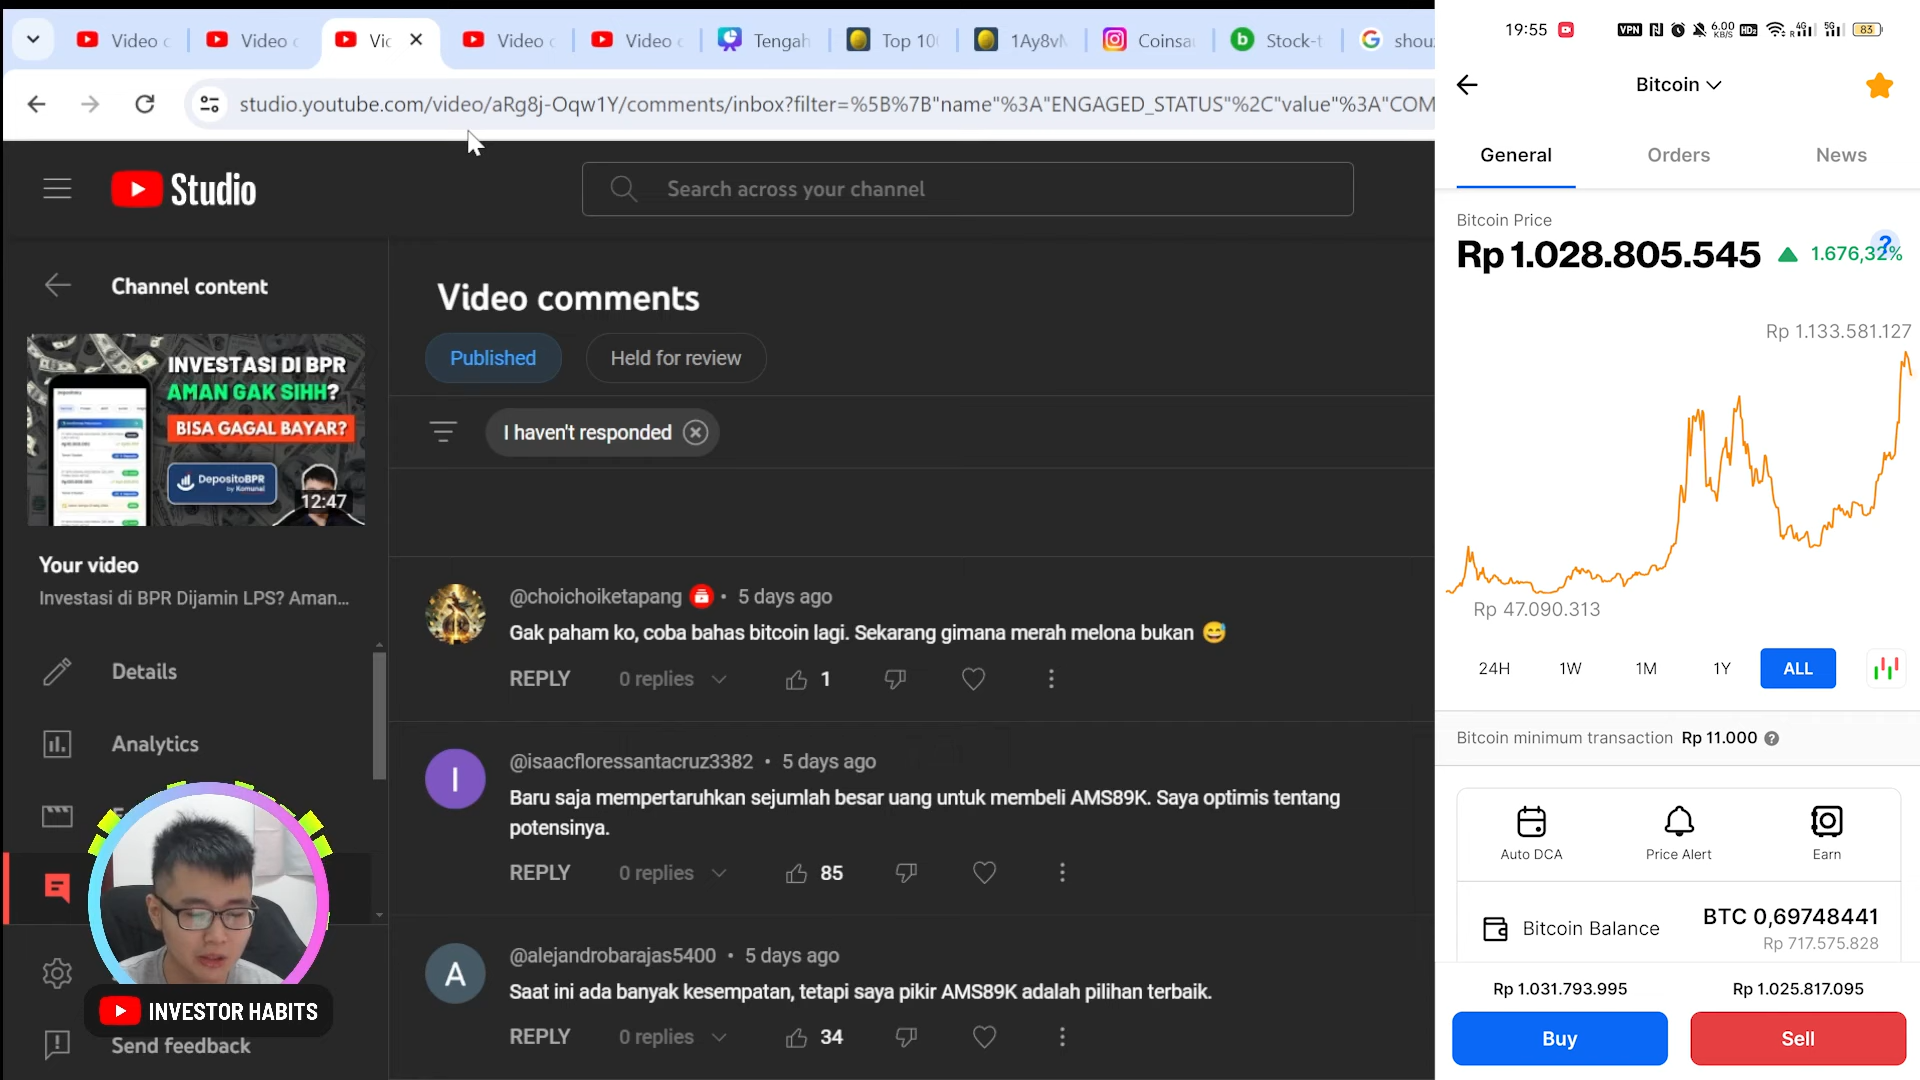 Video
Video
Vic
Video
Video
Tengah
Top 10
1Ay8v
Coinsa
Stock-t
shou
studio.youtube.com/video/aRg8j-Oqw1Y/comments/inbox?filter=%5B%7B"name"%3A"ENGAGED_STATUS"%2C"value"%3A"COM
Studio
Search across your channel
Channel content
INVESTASI DI BPR
AMAN GAK SIHH?
BISA GAGAL BAYAR?
DepositoBPR
by Komunal
12:47
Your video
Investasi di BPR Dijamin LPS? Aman...
Details
Analytics
INVESTOR HABITS
Send feedback
Video comments
Published
Held for review
I haven't responded
@choichoiketapang • 5 days ago
Gak paham ko, coba bahas bitcoin lagi. Sekarang gimana merah melona bukan 😅
REPLY 0 replies 1
I
@isaacfloressantacruz3382 • 5 days ago
Baru saja mempertaruhkan sejumlah besar uang untuk membeli AMS89K. Saya optimis tentang
potensinya.
REPLY 0 replies 85
A
@alejandrobarajas5400 • 5 days ago
Saat ini ada banyak kesempatan, tetapi saya pikir AMS89K adalah pilihan terbaik.
REPLY 0 replies 34
19:55 VPN 6.00 KB/S HD2 4G 5G 83
Bitcoin
General Orders News
Bitcoin Price
Rp 1.028.805.545 1.676,32%
?
Rp 1.133.581.127
Rp 47.090.313
24H 1W 1M 1Y ALL
Bitcoin minimum transaction Rp 11.000 ?
Auto DCA Price Alert Earn
Bitcoin Balance BTC 0,69748441
Rp 717.575.828
Rp 1.031.793.995 Rp 1.025.817.095
Buy Sell